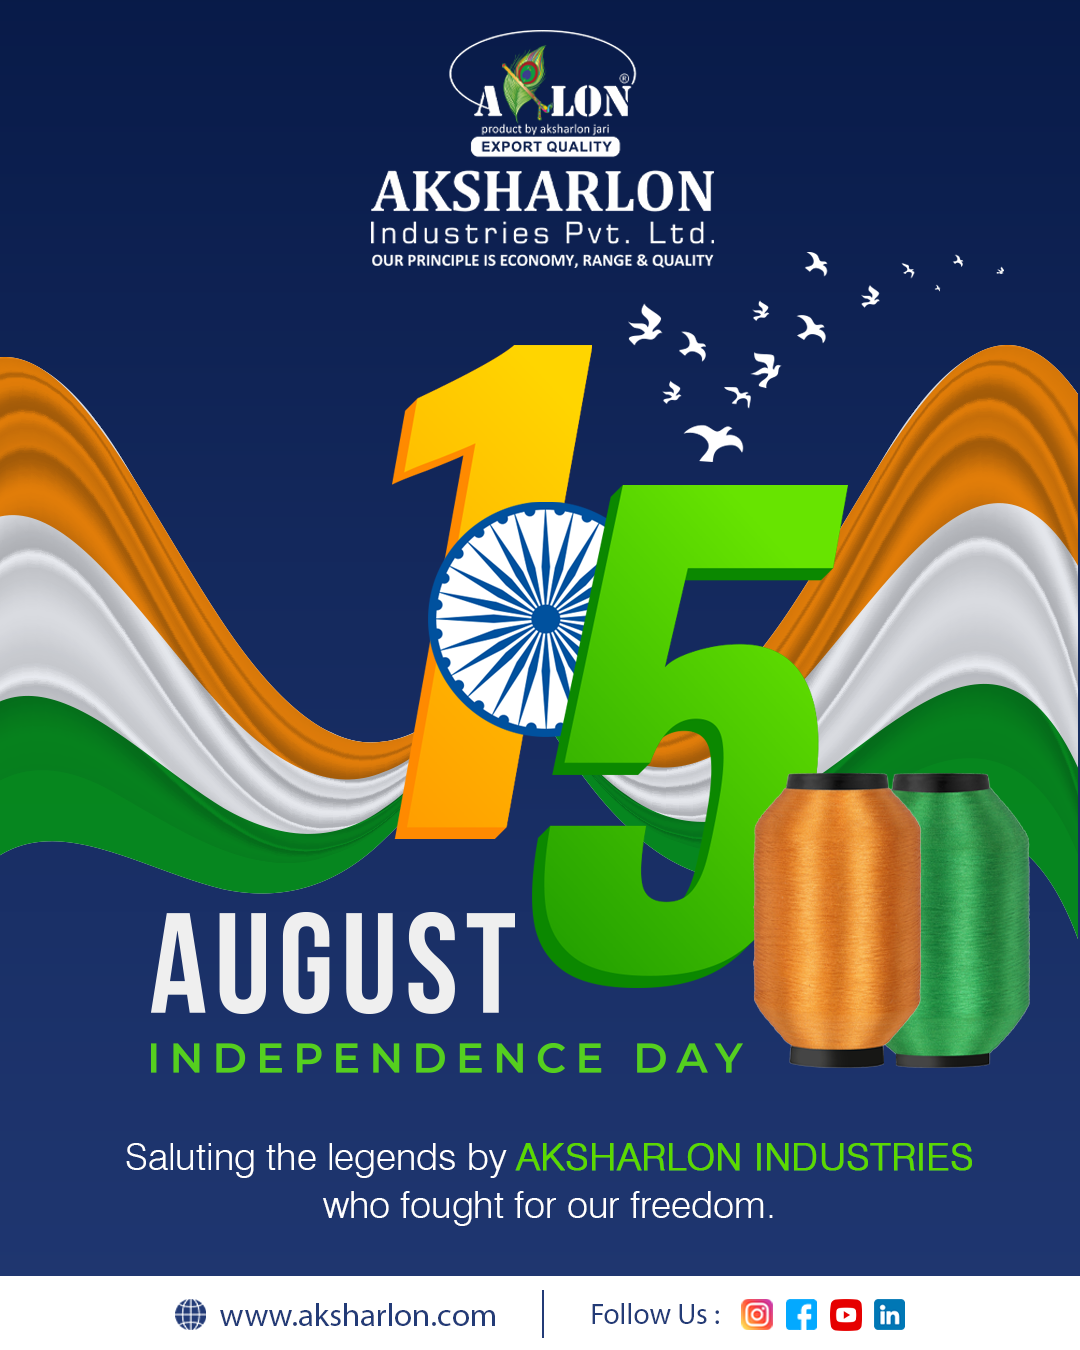 A LON®
product by aksharlon jari
EXPORT QUALITY
AKSHARLON
Industries Pvt. Ltd.
OUR PRINCIPLE IS ECONOMY, RANGE & QUALITY
15
AUGUST
INDEPENDENCE DAY
Saluting the legends by AKSHARLON INDUSTRIES
who fought for our freedom.
www.aksharlon.com
Follow Us :